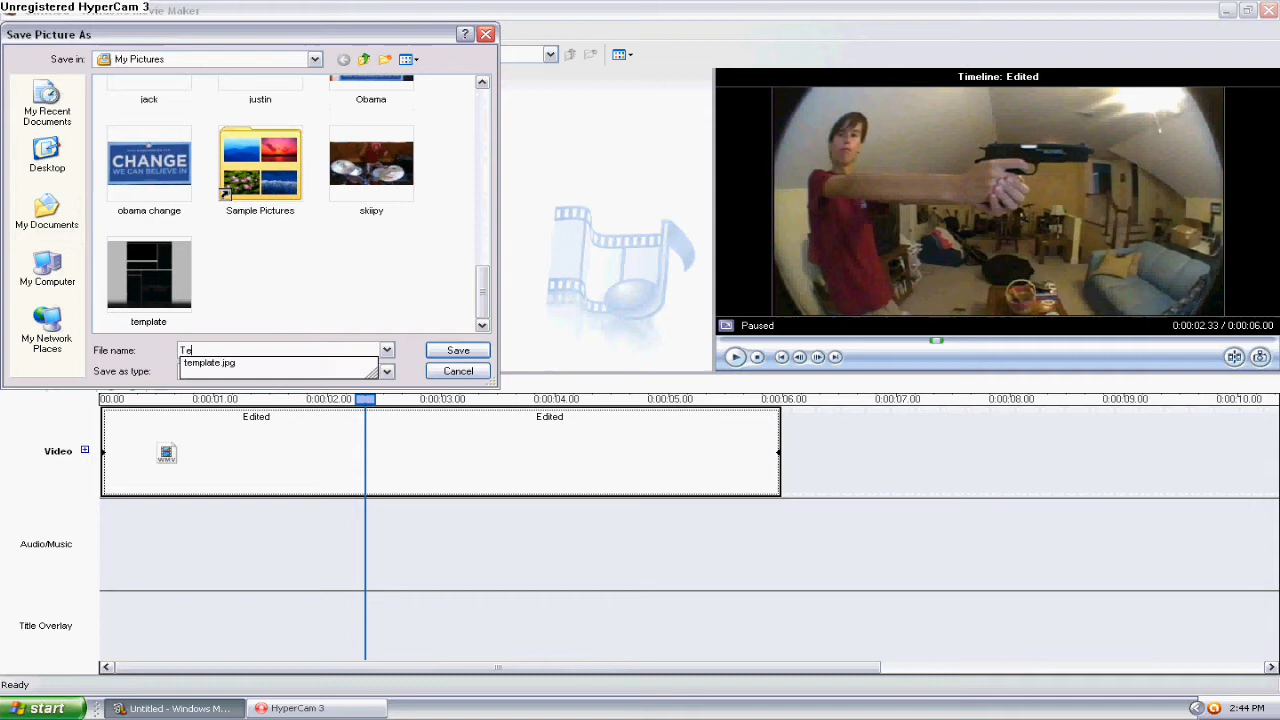 Unregistered HyperCam 3
Save Picture As
Save in:
My Pictures
My Recent
Documents
Desktop
My Documents
My Computer
My Network
Places
jack
justin
Obama
CHANGE
WE CAN BELIEVE IN
obama change
Sample Pictures
skiipy
template
File name:
Te
Save
template.jpg
Save as type:
Cancel
Timeline: Edited
Paused
0:00:02.33 / 0:00:06.00
00.00
0:00:01.00
0:00:02.00
0:00:03.00
0:00:04.00
0:00:05.00
0:00:06.00
0:00:07.00
0:00:08.00
0:00:09.00
0:00:10.00
Edited
Edited
Video
WMV
Audio/Music
Title Overlay
Ready
start
Untitled - Windows M...
HyperCam 3
2:44 PM